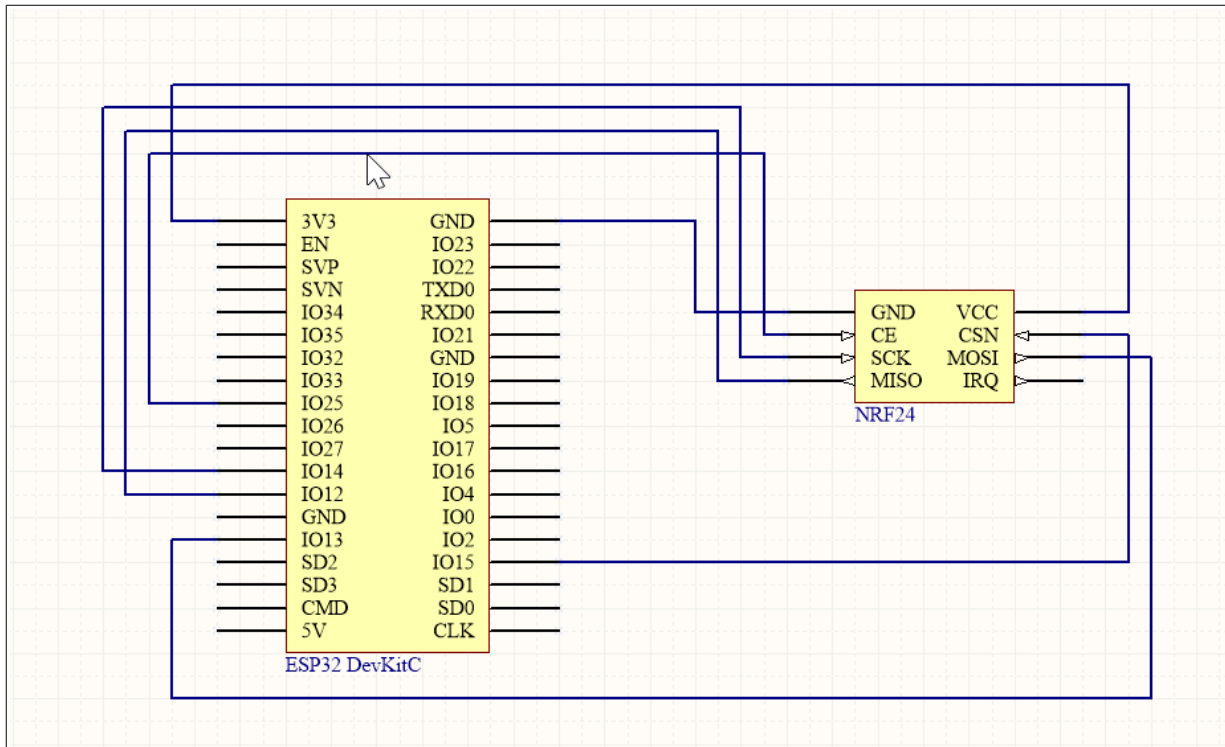 3V3 GND
EN IO23
SVP IO22
SVN TXD0
IO34 RXD0
IO35 IO21
IO32 GND
IO33 IO19
IO25 IO18
IO26 IO5
IO27 IO17
IO14 IO16
IO12 IO4
GND IO0
IO13 IO2
SD2 IO15
SD3 SD1
CMD SD0
5V CLK
ESP32 DevKitC
GND VCC
CE CSN
SCK MOSI
MISO IRQ
NRF24